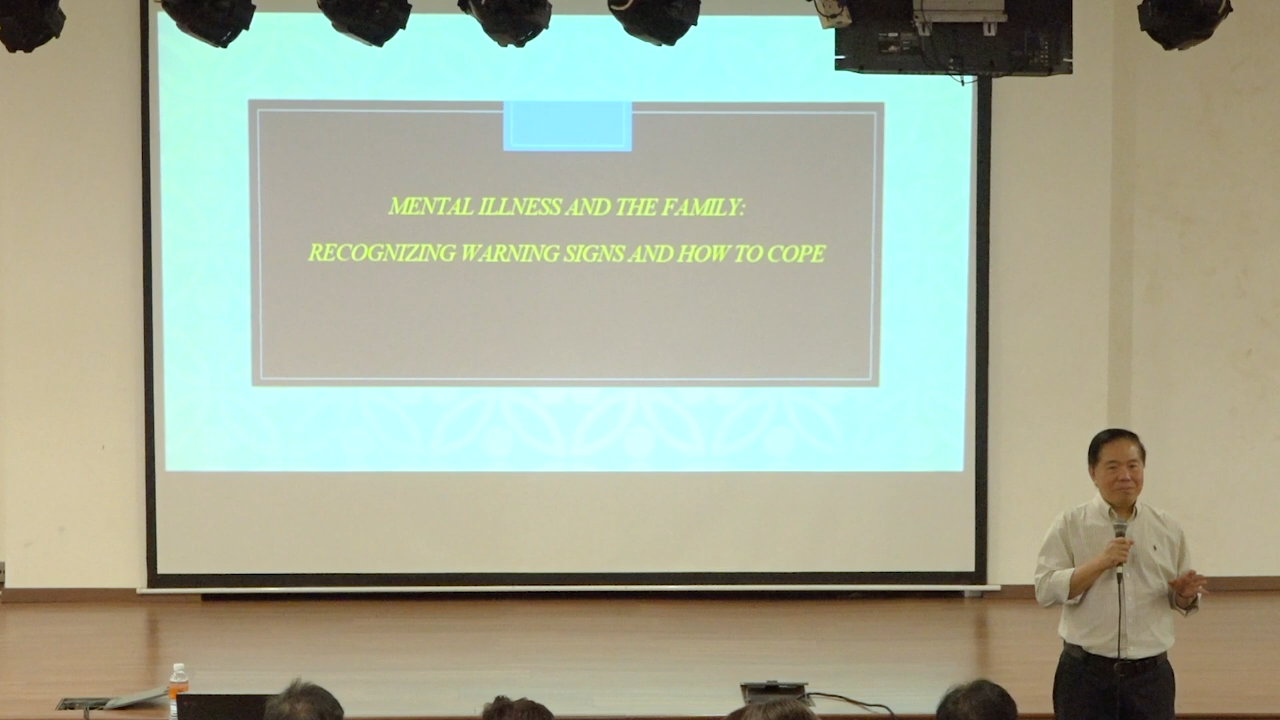 MENTAL ILLNESS AND THE FAMILY:
RECOGNIZING WARNING SIGNS AND HOW TO COPE